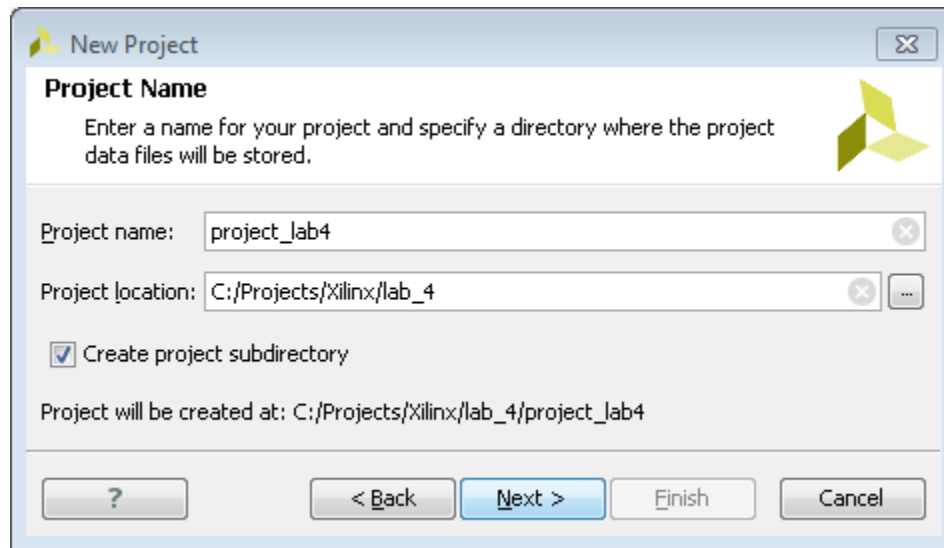 New Project
Project Name
Enter a name for your project and specify a directory where the project
data files will be stored.
Project name: project_lab4
Project location: C:/Projects/Xilinx/lab_4 ...
Create project subdirectory
Project will be created at: C:/Projects/Xilinx/lab_4/project_lab4
? < Back Next > Finish Cancel